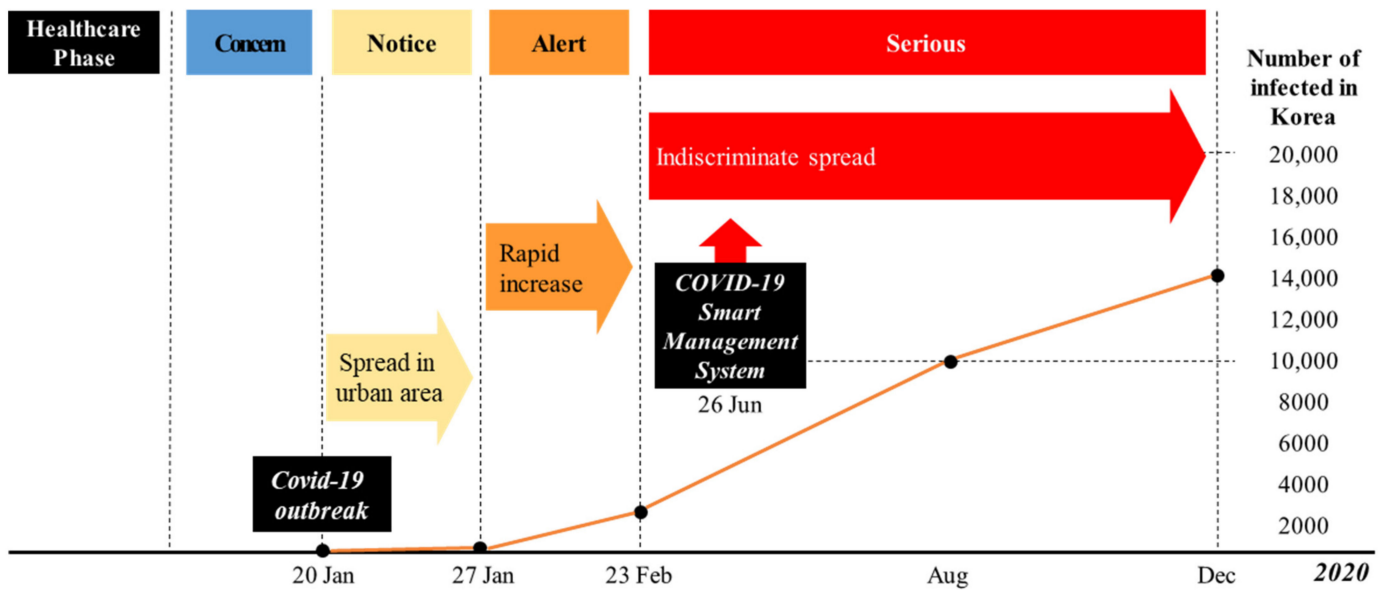 Healthcare
Phase
Concern
Notice
Alert
Serious
Number of
infected in
Korea
Indiscriminate spread
20,000
18,000
16,000
14,000
12,000
10,000
8000
6000
4000
2000
Rapid
increase
COVID-19
Smart
Management
System
26 Jun
Spread in
urban area
Covid-19
outbreak
20 Jan
27 Jan
23 Feb
Aug
Dec
2020